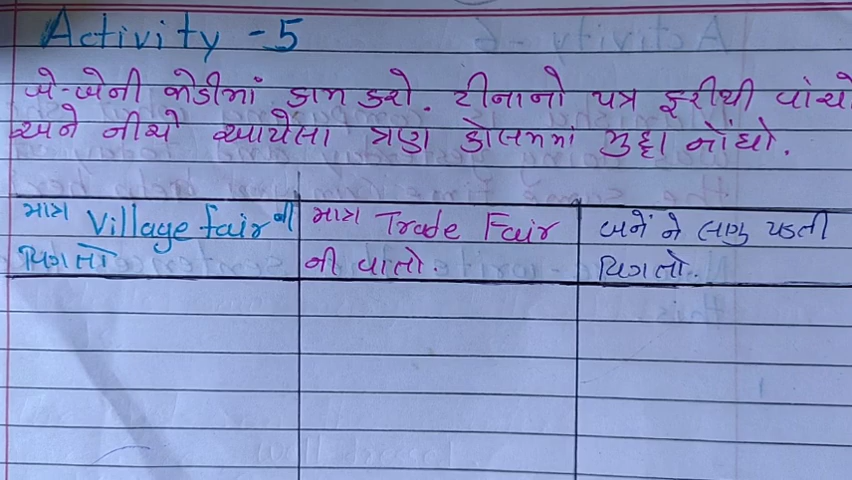 Activity - 5
બે-બેની જોડીમાં કામ કરો. ટીનાનો પત્ર ફરીથી વાંચો
અને નીચે આપેલા ત્રણ કોલમમાં મુદ્દા નોંધો.
માત્ર Village fair ની
વિગતો
માત્ર Trade Fair
ની વાતો.
બંનેને લાગુ પડતી
વિગતો.